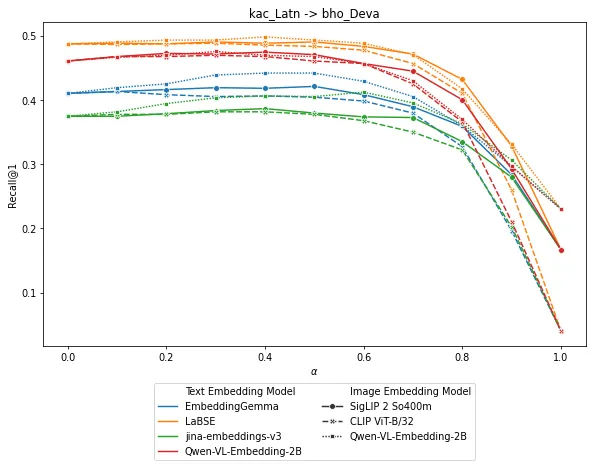 kac_Latn -> bho_Deva
0.5
0.4
0.3
0.2
0.1
Recall@1
0.0 0.2 0.4 0.6 0.8 1.0
α
Text Embedding Model Image Embedding Model
EmbeddingGemma SigLIP 2 So400m
LaBSE CLIP ViT-B/32
jina-embeddings-v3 Qwen-VL-Embedding-2B
Qwen-VL-Embedding-2B